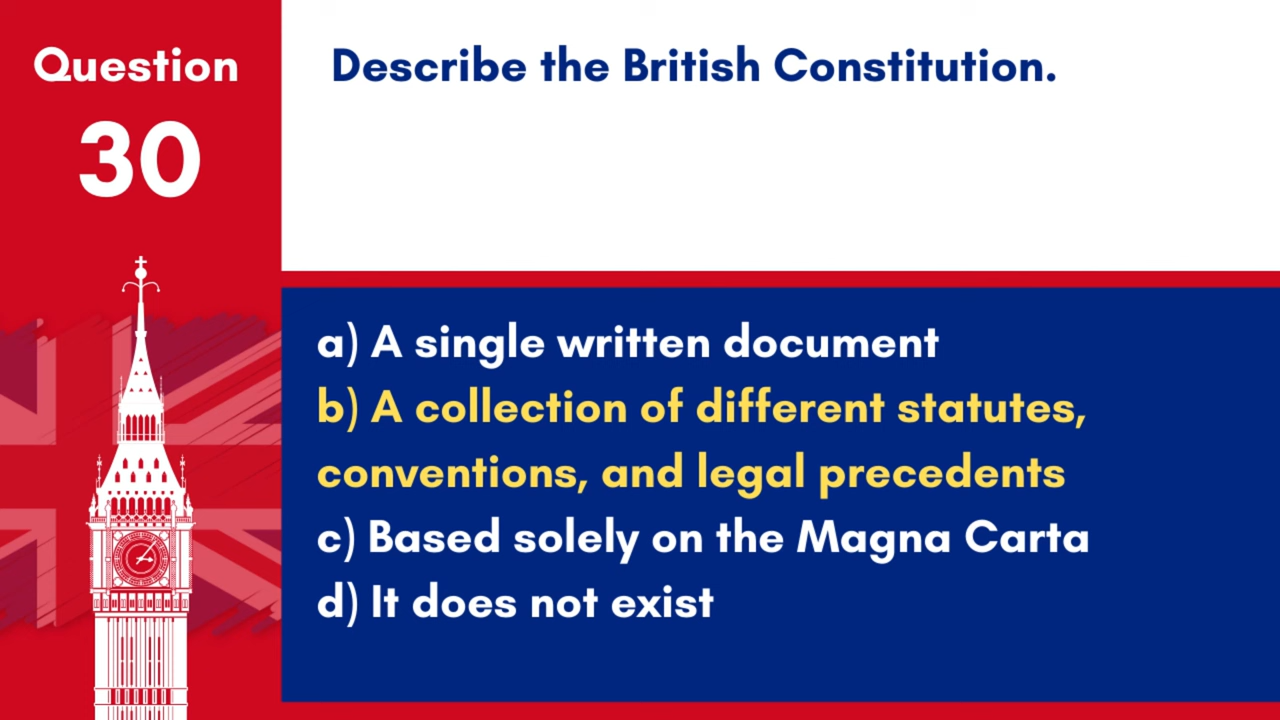 Question
30
Describe the British Constitution.
a) A single written document
b) A collection of different statutes,
conventions, and legal precedents
c) Based solely on the Magna Carta
d) It does not exist